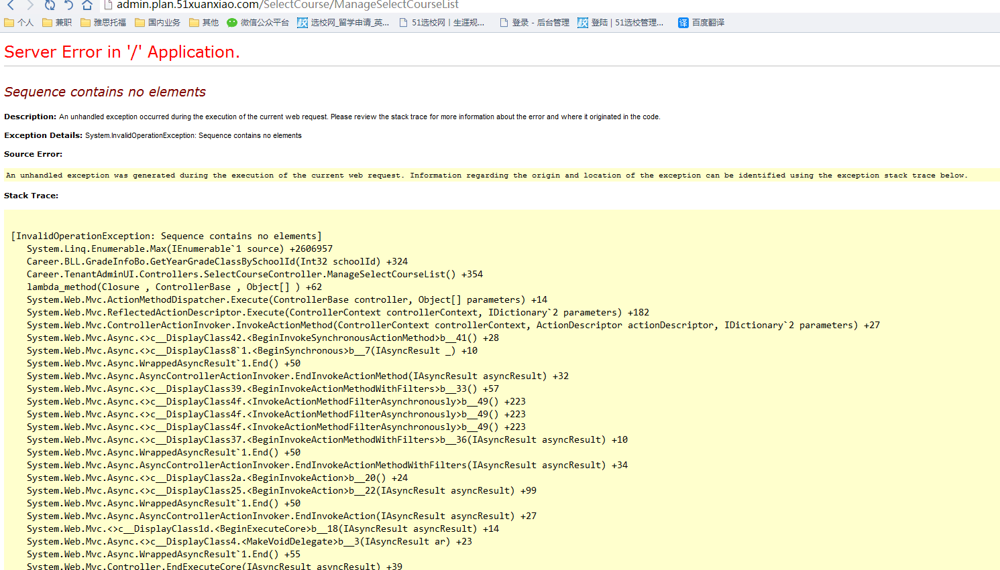 admin.plan.51xuanxiao.com/SelectCourse/ManageSelectCourseList
个人 兼职 雅思托福 国内业务 其他 微信公众平台 选校网_留学申请_英... 51选校网 | 生涯规... 登录 - 后台管理 登陆 | 51选校管理... 百度翻译
Server Error in '/' Application.
Sequence contains no elements
Description: An unhandled exception occurred during the execution of the current web request. Please review the stack trace for more information about the error and where it originated in the code.
Exception Details: System.InvalidOperationException: Sequence contains no elements
Source Error:
An unhandled exception was generated during the execution of the current web request. Information regarding the origin and location of the exception can be identified using the exception stack trace below.
Stack Trace:
[InvalidOperationException: Sequence contains no elements]
System.Linq.Enumerable.Max(IEnumerable`1 source) +2606957
Career.BLL.GradeInfoBo.GetYearGradeClassBySchoolId(Int32 schoolId) +324
Career.TenantAdminUI.Controllers.SelectCourseController.ManageSelectCourseList() +354
lambda_method(Closure , ControllerBase , Object[] ) +62
System.Web.Mvc.ActionMethodDispatcher.Execute(ControllerBase controller, Object[] parameters) +14
System.Web.Mvc.ReflectedActionDescriptor.Execute(ControllerContext controllerContext, IDictionary`2 parameters) +182
System.Web.Mvc.ControllerActionInvoker.InvokeActionMethod(ControllerContext controllerContext, ActionDescriptor actionDescriptor, IDictionary`2 parameters) +27
System.Web.Mvc.Async.<>c__DisplayClass42.<BeginInvokeSynchronousActionMethod>b__41() +28
System.Web.Mvc.Async.<>c__DisplayClass8`1.<BeginSynchronous>b__7(IAsyncResult _) +10
System.Web.Mvc.Async.WrappedAsyncResult`1.End() +50
System.Web.Mvc.Async.AsyncControllerActionInvoker.EndInvokeActionMethod(IAsyncResult asyncResult) +32
System.Web.Mvc.Async.<>c__DisplayClass39.<BeginInvokeActionMethodWithFilters>b__33() +57
System.Web.Mvc.Async.<>c__DisplayClass4f.<InvokeActionMethodFilterAsynchronously>b__49() +223
System.Web.Mvc.Async.<>c__DisplayClass4f.<InvokeActionMethodFilterAsynchronously>b__49() +223
System.Web.Mvc.Async.<>c__DisplayClass4f.<InvokeActionMethodFilterAsynchronously>b__49() +223
System.Web.Mvc.Async.<>c__DisplayClass37.<BeginInvokeActionMethodWithFilters>b__36(IAsyncResult asyncResult) +10
System.Web.Mvc.Async.WrappedAsyncResult`1.End() +50
System.Web.Mvc.Async.AsyncControllerActionInvoker.EndInvokeActionMethodWithFilters(IAsyncResult asyncResult) +34
System.Web.Mvc.Async.<>c__DisplayClass2a.<BeginInvokeAction>b__20() +24
System.Web.Mvc.Async.<>c__DisplayClass25.<BeginInvokeAction>b__22(IAsyncResult asyncResult) +99
System.Web.Mvc.Async.WrappedAsyncResult`1.End() +50
System.Web.Mvc.Async.AsyncControllerActionInvoker.EndInvokeAction(IAsyncResult asyncResult) +27
System.Web.Mvc.<>c__DisplayClass1d.<BeginExecuteCore>b__18(IAsyncResult asyncResult) +14
System.Web.Mvc.Async.<>c__DisplayClass4.<MakeVoidDelegate>b__3(IAsyncResult ar) +23
System.Web.Mvc.Async.WrappedAsyncResult`1.End() +55
System.Web.Mvc.Controller.EndExecuteCore(IAsyncResult asyncResult) +39